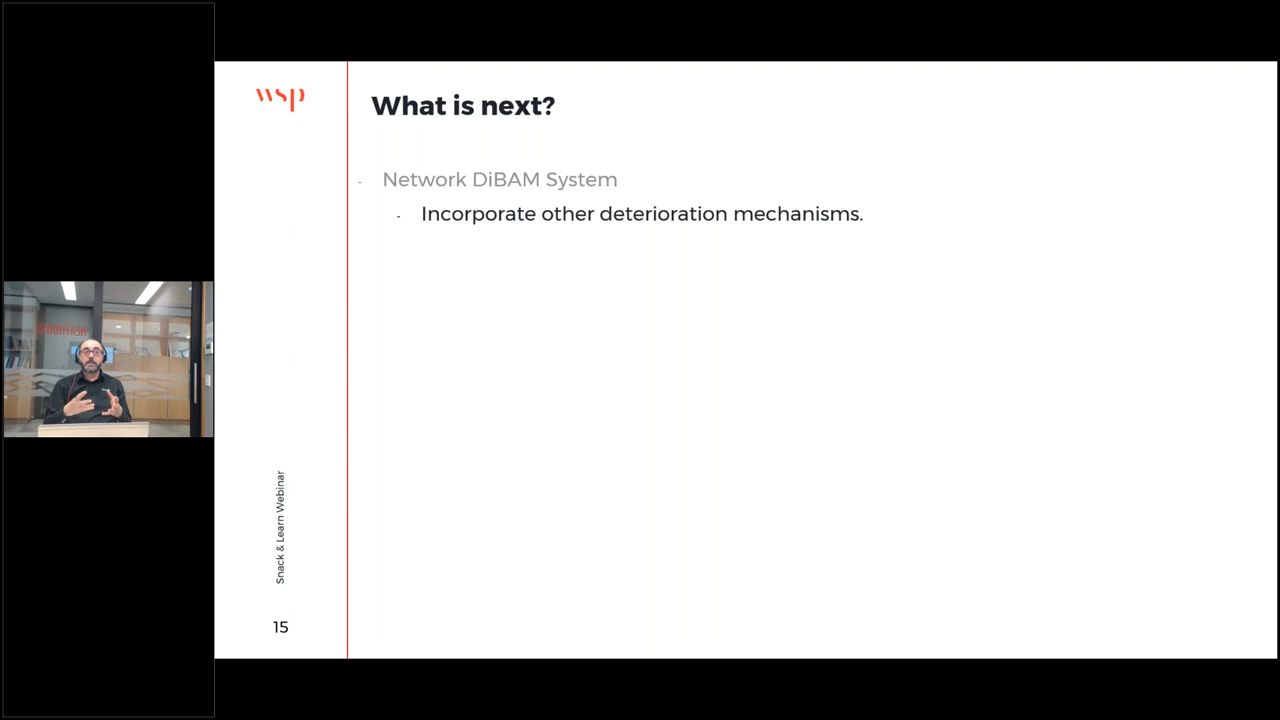 wsp
What is next?
- Network DiBAM System
- Incorporate other deterioration mechanisms.
Snack & Learn Webinar
15